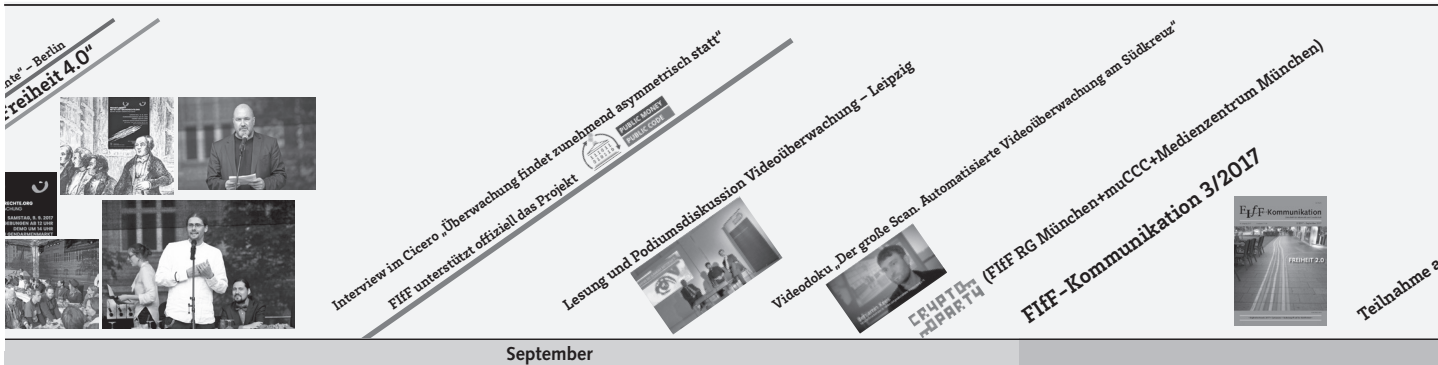 nte“ – Berlin
Freiheit 4.0“
RECHTE.ORG
SAMSTAG, 9. 9. 2017
DEMO UM 14 UHR
Interview im Cicero „Überwachung findet zunehmend asymmetrisch statt“
FIfF unterstützt offiziell das Projekt
PUBLIC MONEY
PUBLIC CODE
Lesung und Podiumsdiskussion Videoüberwachung – Leipzig
Videodoku „Der große Scan. Automatisierte Videoüberwachung am Südkreuz“
CRYPTO
PARTY (FIfF RG München+muCCC+Medienzentrum München)
FIfF-Kommunikation 3/2017
FIfF-Kommunikation
FREIHEIT 2.0
Teilnahme a
September